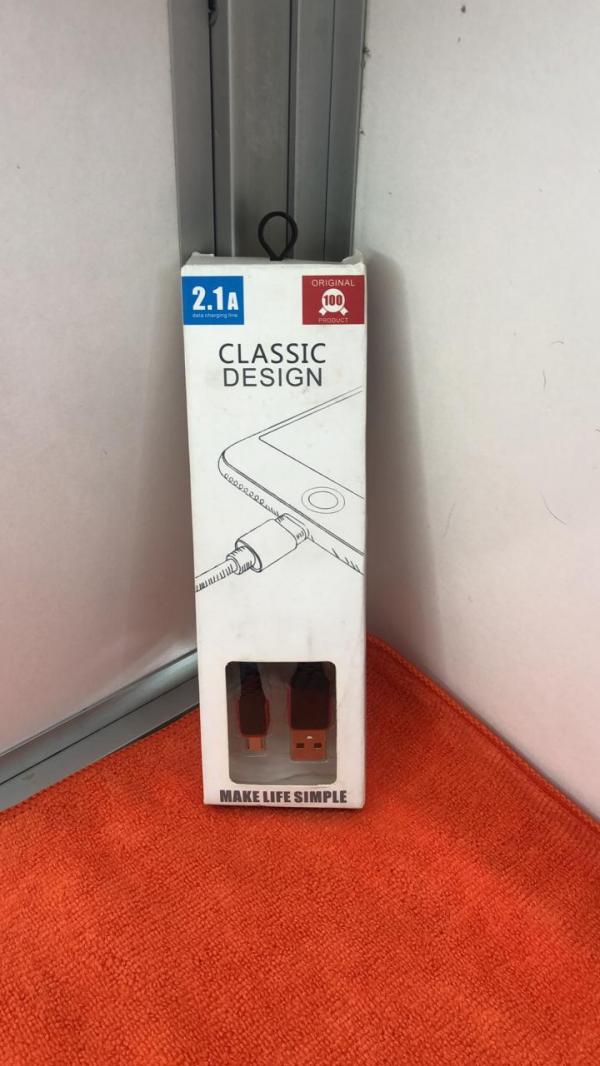 2.1A
data charging line
ORIGINAL
100
PRODUCT
CLASSIC
DESIGN
MAKE LIFE SIMPLE